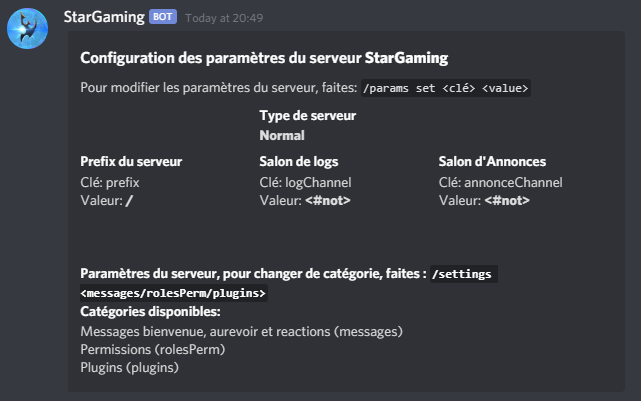 StarGaming BOT Today at 20:49
Configuration des paramètres du serveur StarGaming
Pour modifier les paramètres du serveur, faites: /params set <clé> <value>
Type de serveur
Normal
Prefix du serveur Salon de logs Salon d'Annonces
Clé: prefix Clé: logChannel Clé: annonceChannel
Valeur: / Valeur: <#not> Valeur: <#not>
Paramètres du serveur, pour changer de catégorie, faites : /settings
<messages/rolesPerm/plugins>
Catégories disponibles:
Messages bienvenue, aurevoir et reactions (messages)
Permissions (rolesPerm)
Plugins (plugins)